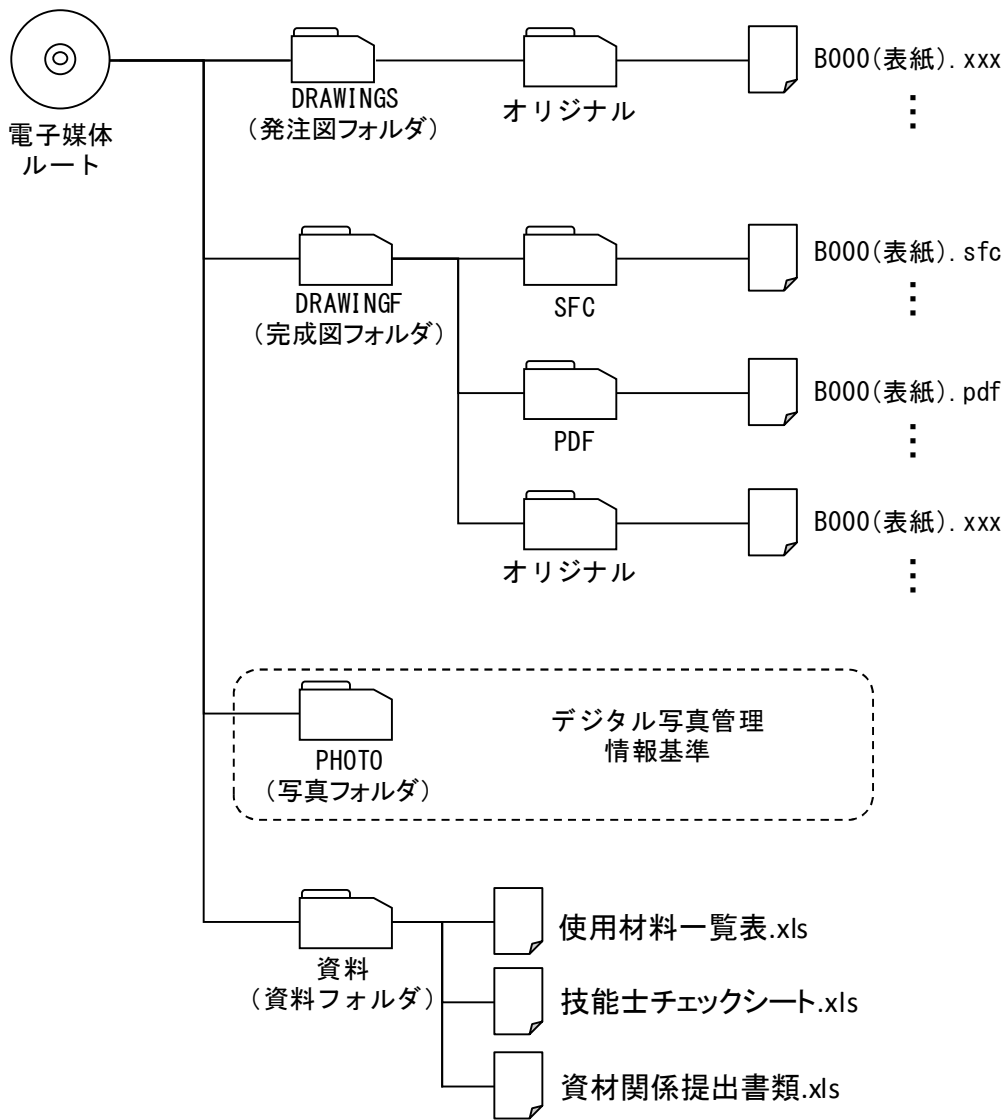 電子媒体
ルート
DRAWINGS
(発注図フォルダ)
オリジナル
B000(表紙).xxx
⋮
DRAWINGF
(完成図フォルダ)
SFC
B000(表紙).sfc
⋮
PDF
B000(表紙).pdf
⋮
オリジナル
B000(表紙).xxx
⋮
PHOTO
(写真フォルダ)
デジタル写真管理
情報基準
資料
(資料フォルダ)
使用材料一覧表.xls
技能士チェックシート.xls
資材関係提出書類.xls